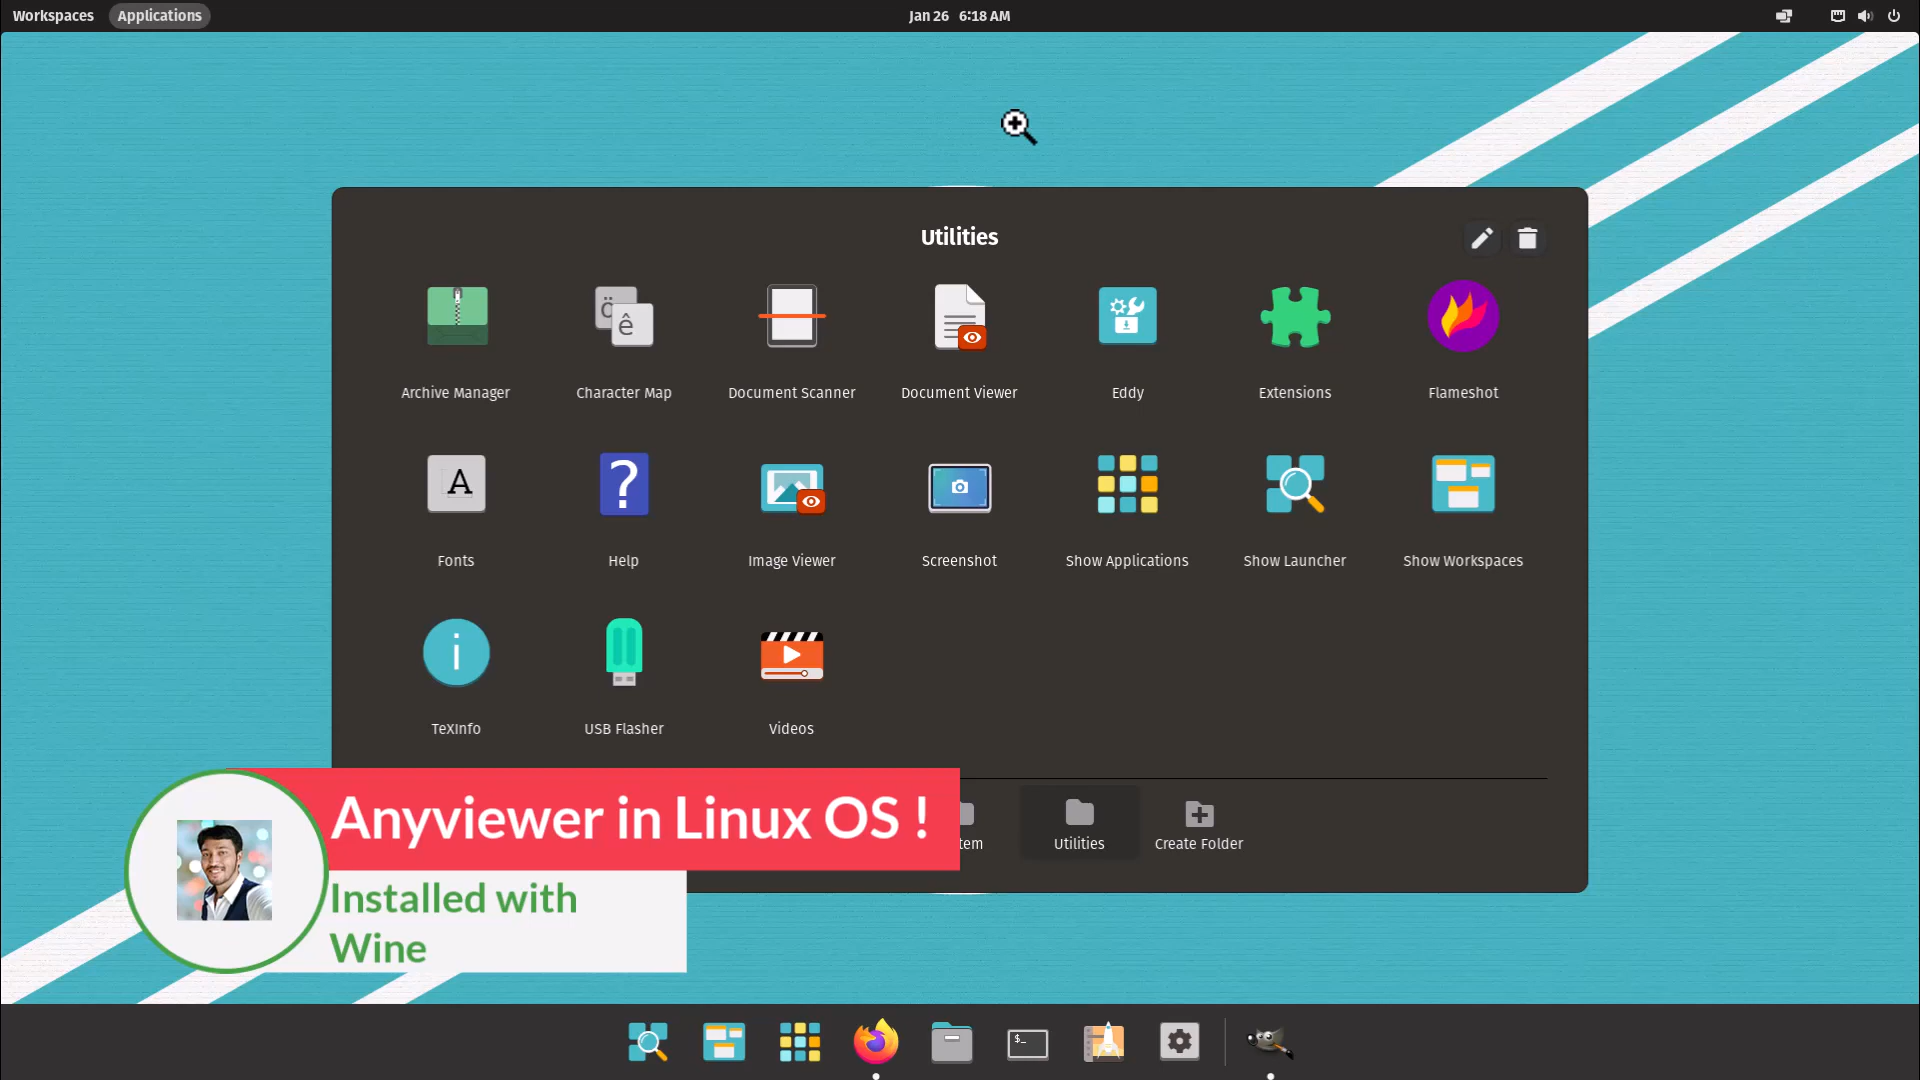 Workspaces Applications Jan 26 6:18 AM
Utilities
ö
ê
Archive Manager Character Map Document Scanner Document Viewer Eddy Extensions Flameshot
A ?
Fonts Help Image Viewer Screenshot Show Applications Show Launcher Show Workspaces
i
TeXInfo USB Flasher Videos
Anyviewer in Linux OS !
tem Utilities Create Folder
Installed with
Wine
$_